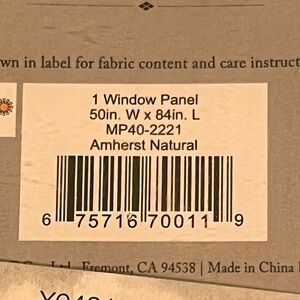 wn in label for fabric content and care instruct
1 Window Panel
50in. W x 84in. L
MP40-2221
Amherst Natural
6 75716 70011 9
Ltd. Fremont, CA 94538 | Made in China